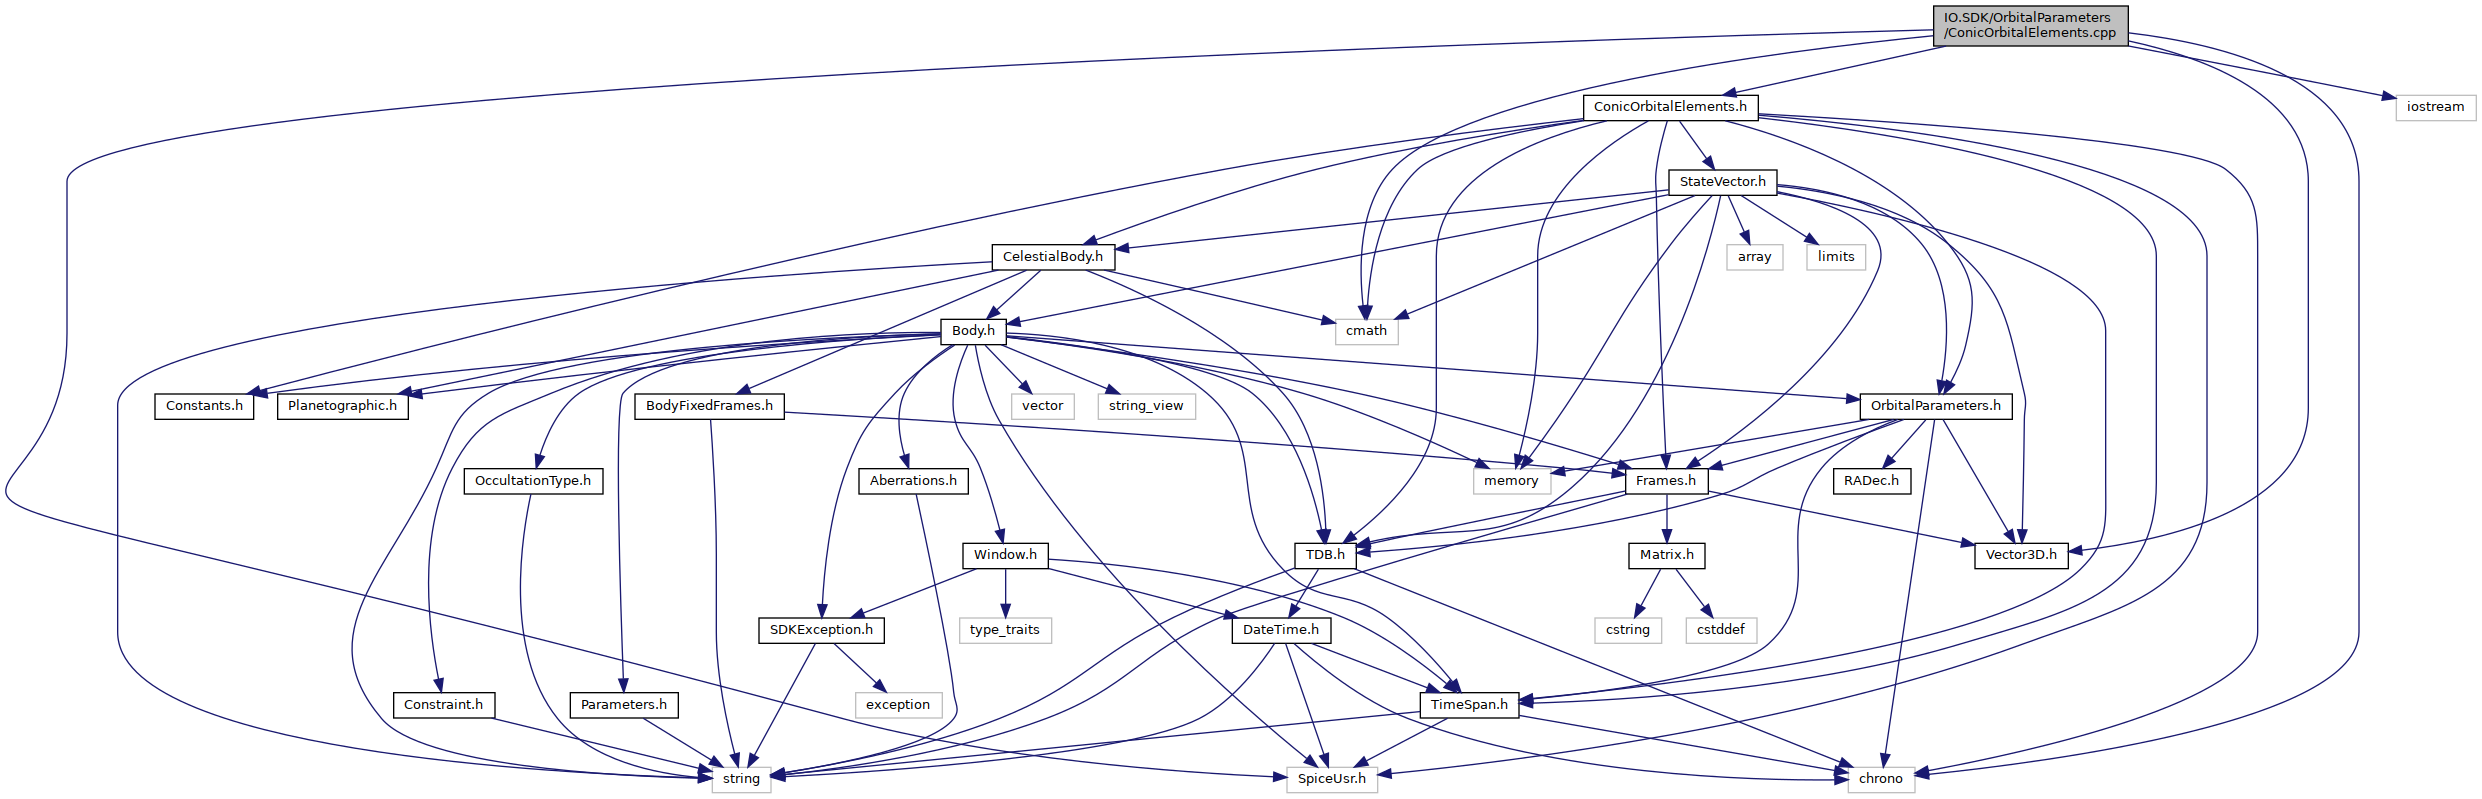 IO.SDK/OrbitalParameters
/ConicOrbitalElements.cpp
ConicOrbitalElements.h
iostream
StateVector.h
CelestialBody.h
array
limits
Body.h
cmath
Constants.h
Planetographic.h
BodyFixedFrames.h
vector
string_view
OrbitalParameters.h
OccultationType.h
Aberrations.h
memory
Frames.h
RADec.h
Window.h
TDB.h
Matrix.h
Vector3D.h
SDKException.h
type_traits
DateTime.h
cstring
cstddef
Constraint.h
Parameters.h
exception
TimeSpan.h
string
SpiceUsr.h
chrono